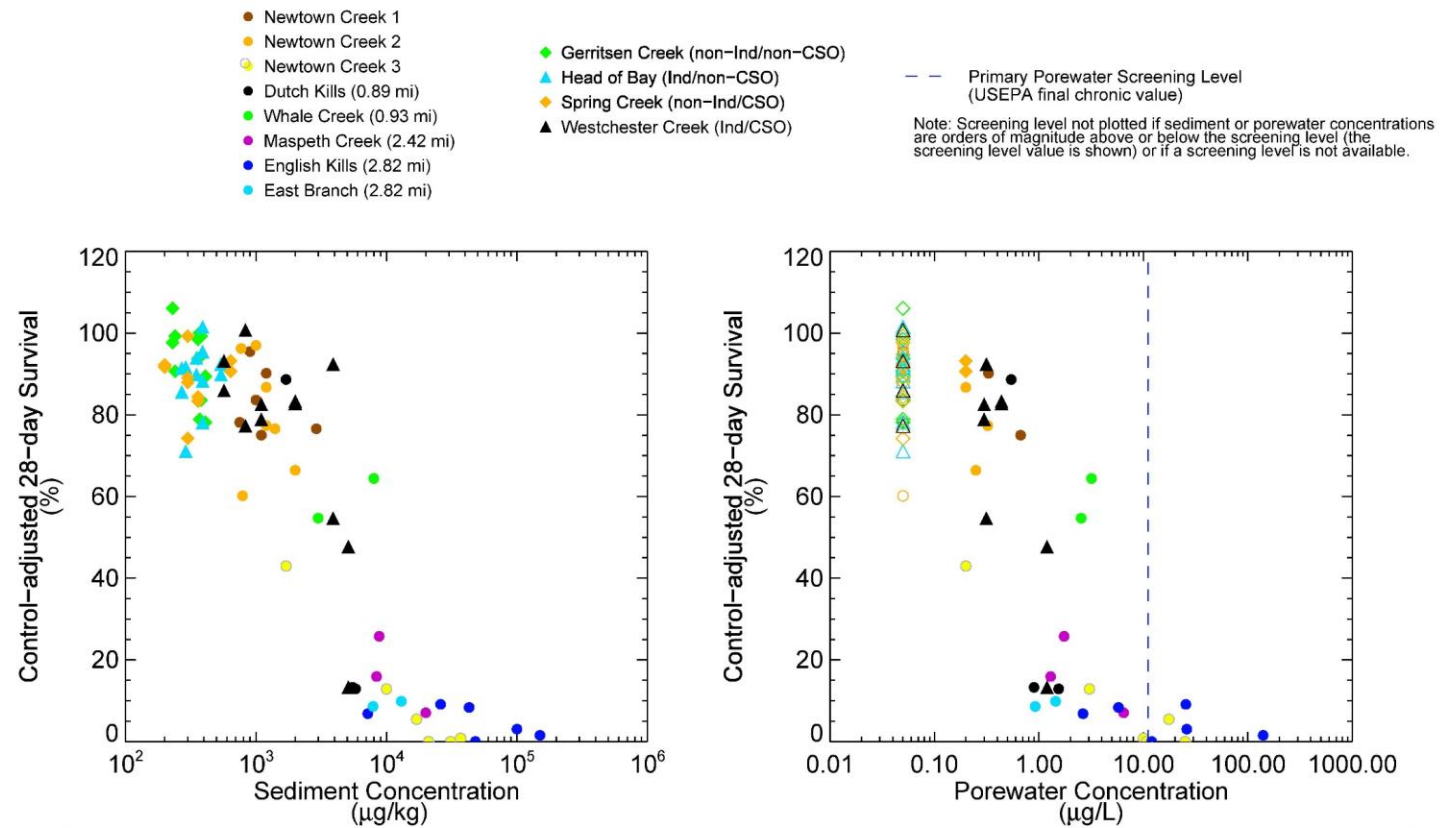 Newtown Creek 1
Newtown Creek 2
Newtown Creek 3
Dutch Kills (0.89 mi)
Whale Creek (0.93 mi)
Maspeth Creek (2.42 mi)
English Kills (2.82 mi)
East Branch (2.82 mi)
Gerritsen Creek (non-Ind/non-CSO)
Head of Bay (Ind/non-CSO)
Spring Creek (non-Ind/CSO)
Westchester Creek (Ind/CSO)
Primary Porewater Screening Level
(USEPA final chronic value)
Note: Screening level not plotted if sediment or porewater concentrations
are orders of magnitude above or below the screening level (the
screening level value is shown) or if a screening level is not available.
Control-adjusted 28-day Survival
(%)
120
100
80
60
40
20
0
10²
10³
10⁴
10⁵
10⁶
Sediment Concentration
(µg/kg)
Control-adjusted 28-day Survival
(%)
120
100
80
60
40
20
0
0.01
0.10
1.00
10.00
100.00
1000.00
Porewater Concentration
(µg/L)